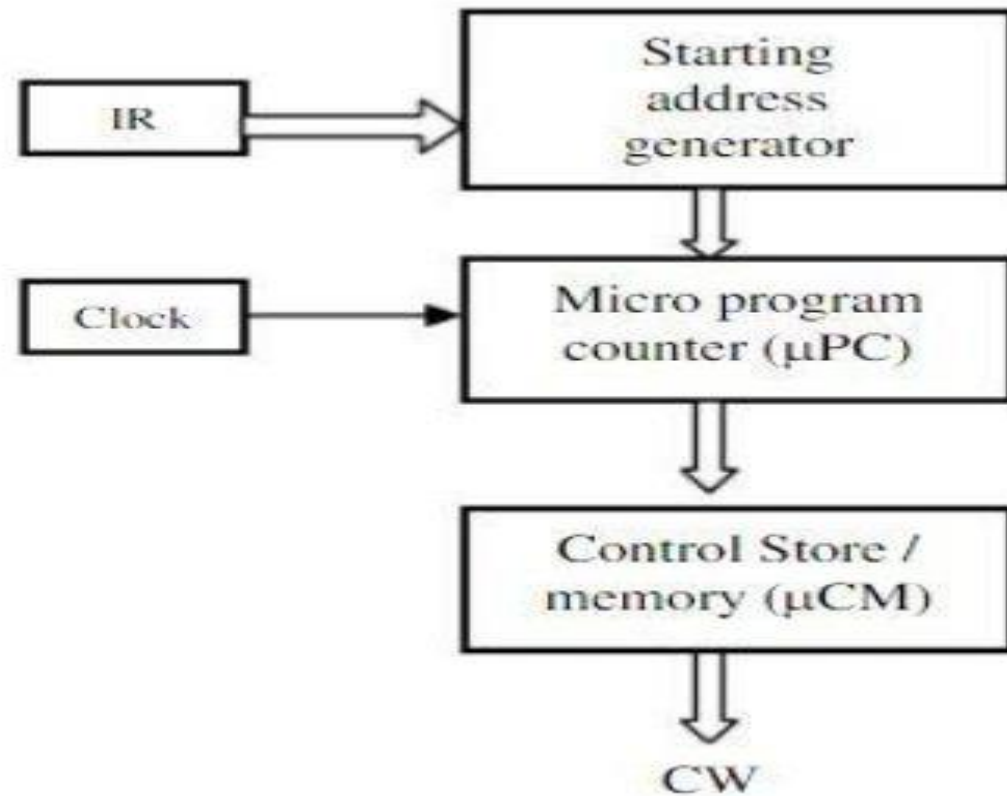 Starting
address
generator
IR
Micro program
counter (μPC)
Clock
Control Store /
memory (μCM)
CW